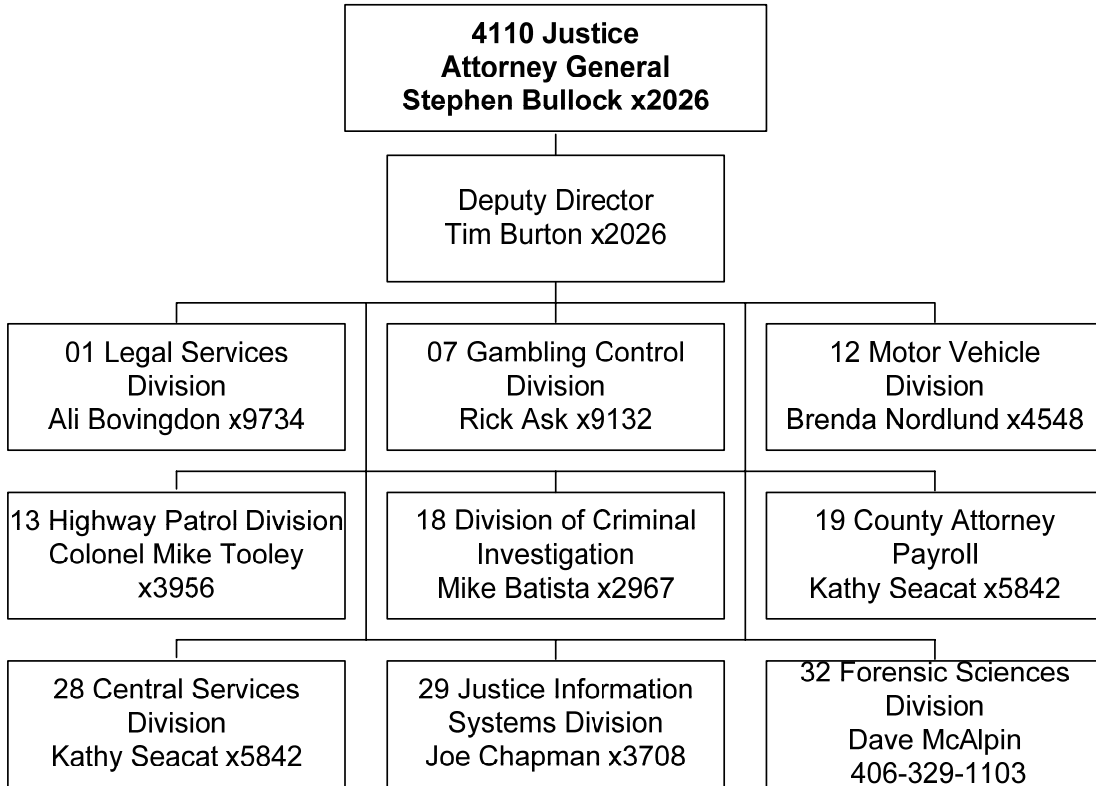 4110 Justice
Attorney General
Stephen Bullock x2026
Deputy Director
Tim Burton x2026
01 Legal Services
Division
Ali Bovingdon x9734
07 Gambling Control
Division
Rick Ask x9132
12 Motor Vehicle
Division
Brenda Nordlund x4548
13 Highway Patrol Division
Colonel Mike Tooley
x3956
18 Division of Criminal
Investigation
Mike Batista x2967
19 County Attorney
Payroll
Kathy Seacat x5842
28 Central Services
Division
Kathy Seacat x5842
29 Justice Information
Systems Division
Joe Chapman x3708
32 Forensic Sciences
Division
Dave McAlpin
406-329-1103